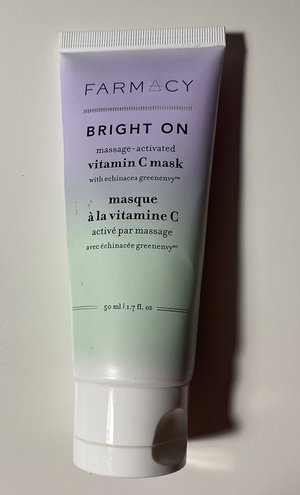 FARMACY
BRIGHT ON
massage-activated
vitamin C mask
with echinacea greenenvy™
masque
à la vitamine C
activé par massage
avec échinacée greenenvyᴹᶜ
50 ml | 1.7 fl. oz